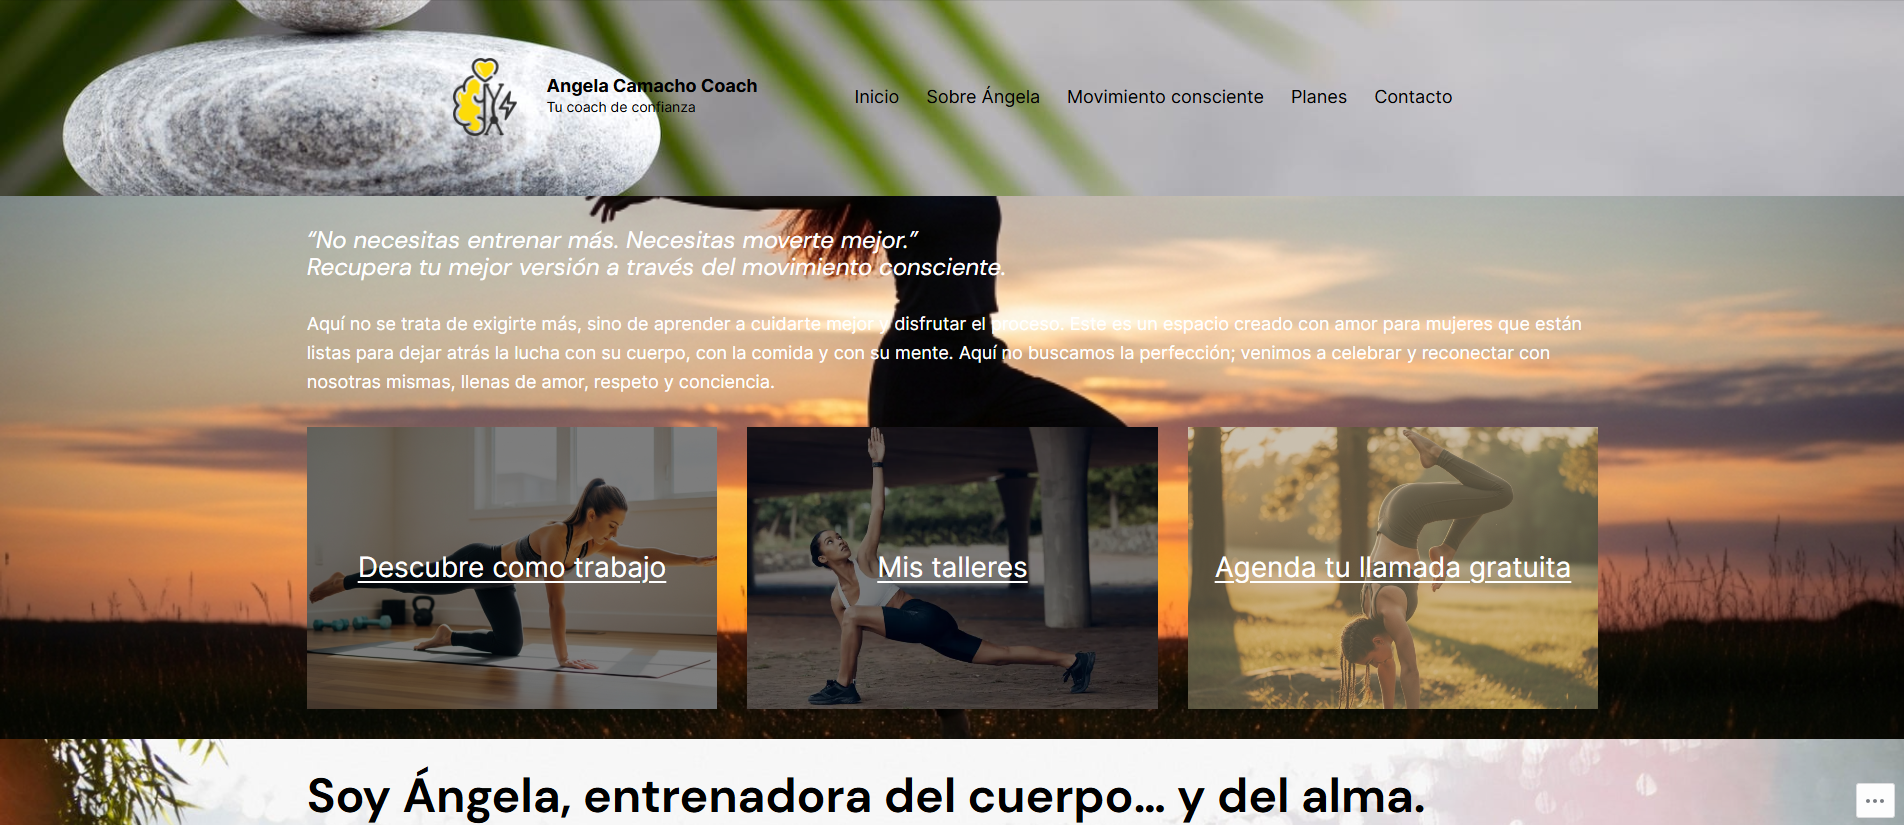 Angela Camacho Coach
Tu coach de confianza
Inicio Sobre Ángela Movimiento consciente Planes Contacto
“No necesitas entrenar más. Necesitas moverte mejor.”
Recupera tu mejor versión a través del movimiento consciente.
Aquí no se trata de exigirte más, sino de aprender a cuidarte mejor y disfrutar el proceso. Este es un espacio creado con amor para mujeres que están
listas para dejar atrás la lucha con su cuerpo, con la comida y con su mente. Aquí no buscamos la perfección; venimos a celebrar y reconectar con
nosotras mismas, llenas de amor, respeto y conciencia.
Descubre como trabajo
Mis talleres
Agenda tu llamada gratuita
Soy Ángela, entrenadora del cuerpo… y del alma.